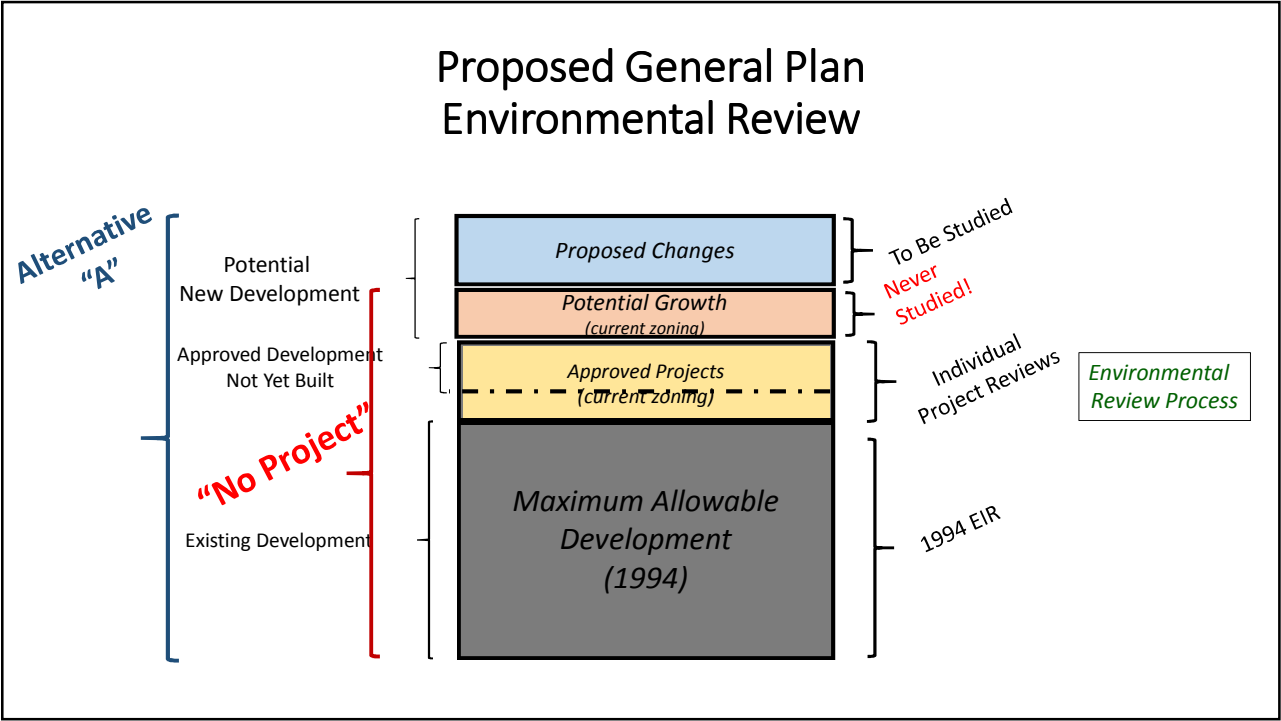 Proposed General Plan
Environmental Review
Alternative
“A”
Potential
New Development
Proposed Changes
To Be Studied
Never
Studied!
Potential Growth
(current zoning)
Approved Development
Not Yet Built
Approved Projects
(current zoning)
Individual
Project Reviews
Environmental
Review Process
“No Project”
Existing Development
Maximum Allowable
Development
(1994)
1994 EIR